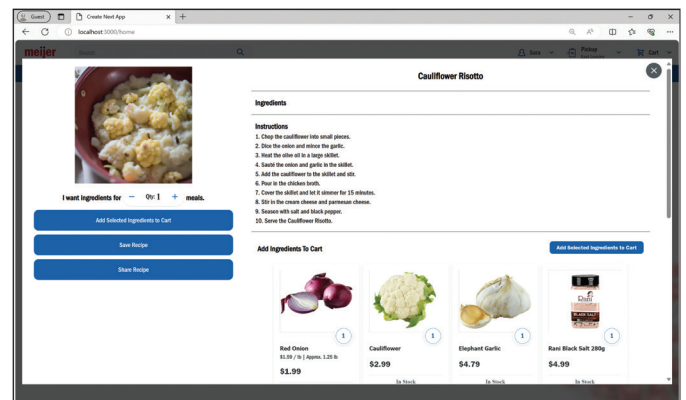 Guest
Create Next App
localhost:3000/home
meijer
Search
Sara
Pickup
Cart
Cauliflower Risotto
Ingredients
Instructions
1. Chop the cauliflower into small pieces.
2. Dice the onion and mince the garlic.
3. Heat the olive oil in a large skillet.
4. Sauté the onion and garlic in the skillet.
5. Add the cauliflower to the skillet and stir.
6. Pour in the chicken broth.
7. Cover the skillet and let it simmer for 15 minutes.
8. Stir in the cream cheese and parmesan cheese.
9. Season with salt and black pepper.
10. Serve the Cauliflower Risotto.
I want ingredients for − Qty: 1 + meals.
Add Selected Ingredients to Cart
Save Recipe
Share Recipe
Add Ingredients To Cart
Add Selected Ingredients to Cart
Rani
BLACK SALT
1 1 1 1
Red Onion
$1.59 / lb | Approx. 1.25 lb
$1.99
Cauliflower
$2.99
In Stock
Elephant Garlic
$4.79
In Stock
Rani Black Salt 280g
$4.99
In Stock